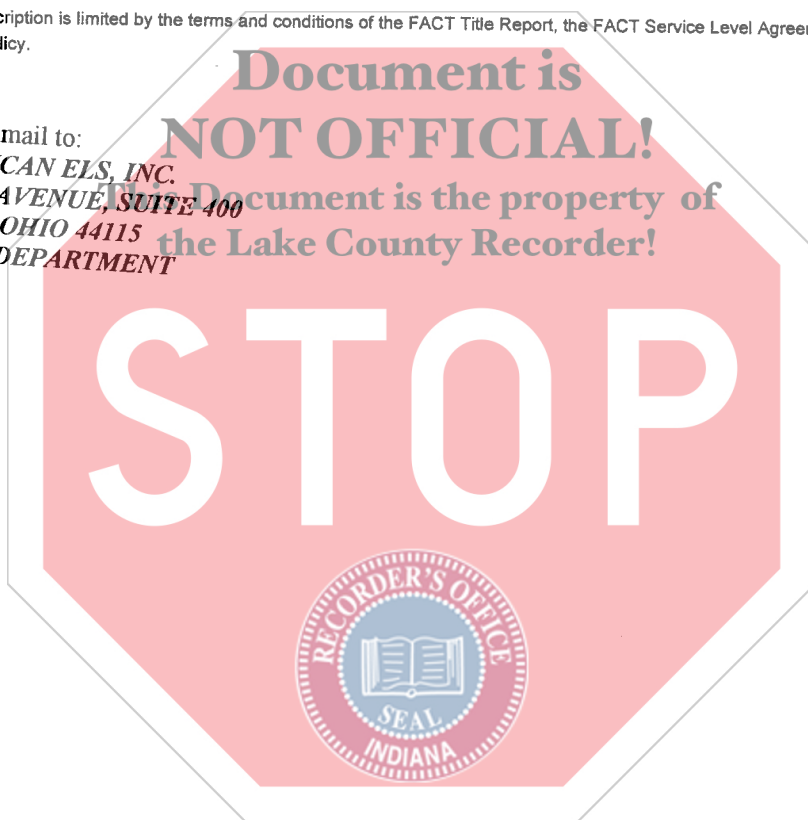 cription is limited by the terms and conditions of the FACT Title Report, the FACT Service Level Agreer
licy.
Document is
NOT OFFICIAL!
This Document is the property of
the Lake County Recorder!
mail to:
CAN ELS, INC.
AVENUE, SUITE 400
OHIO 44115
DEPARTMENT
STOP
RECORDER'S OFFICE
SEAL
INDIANA